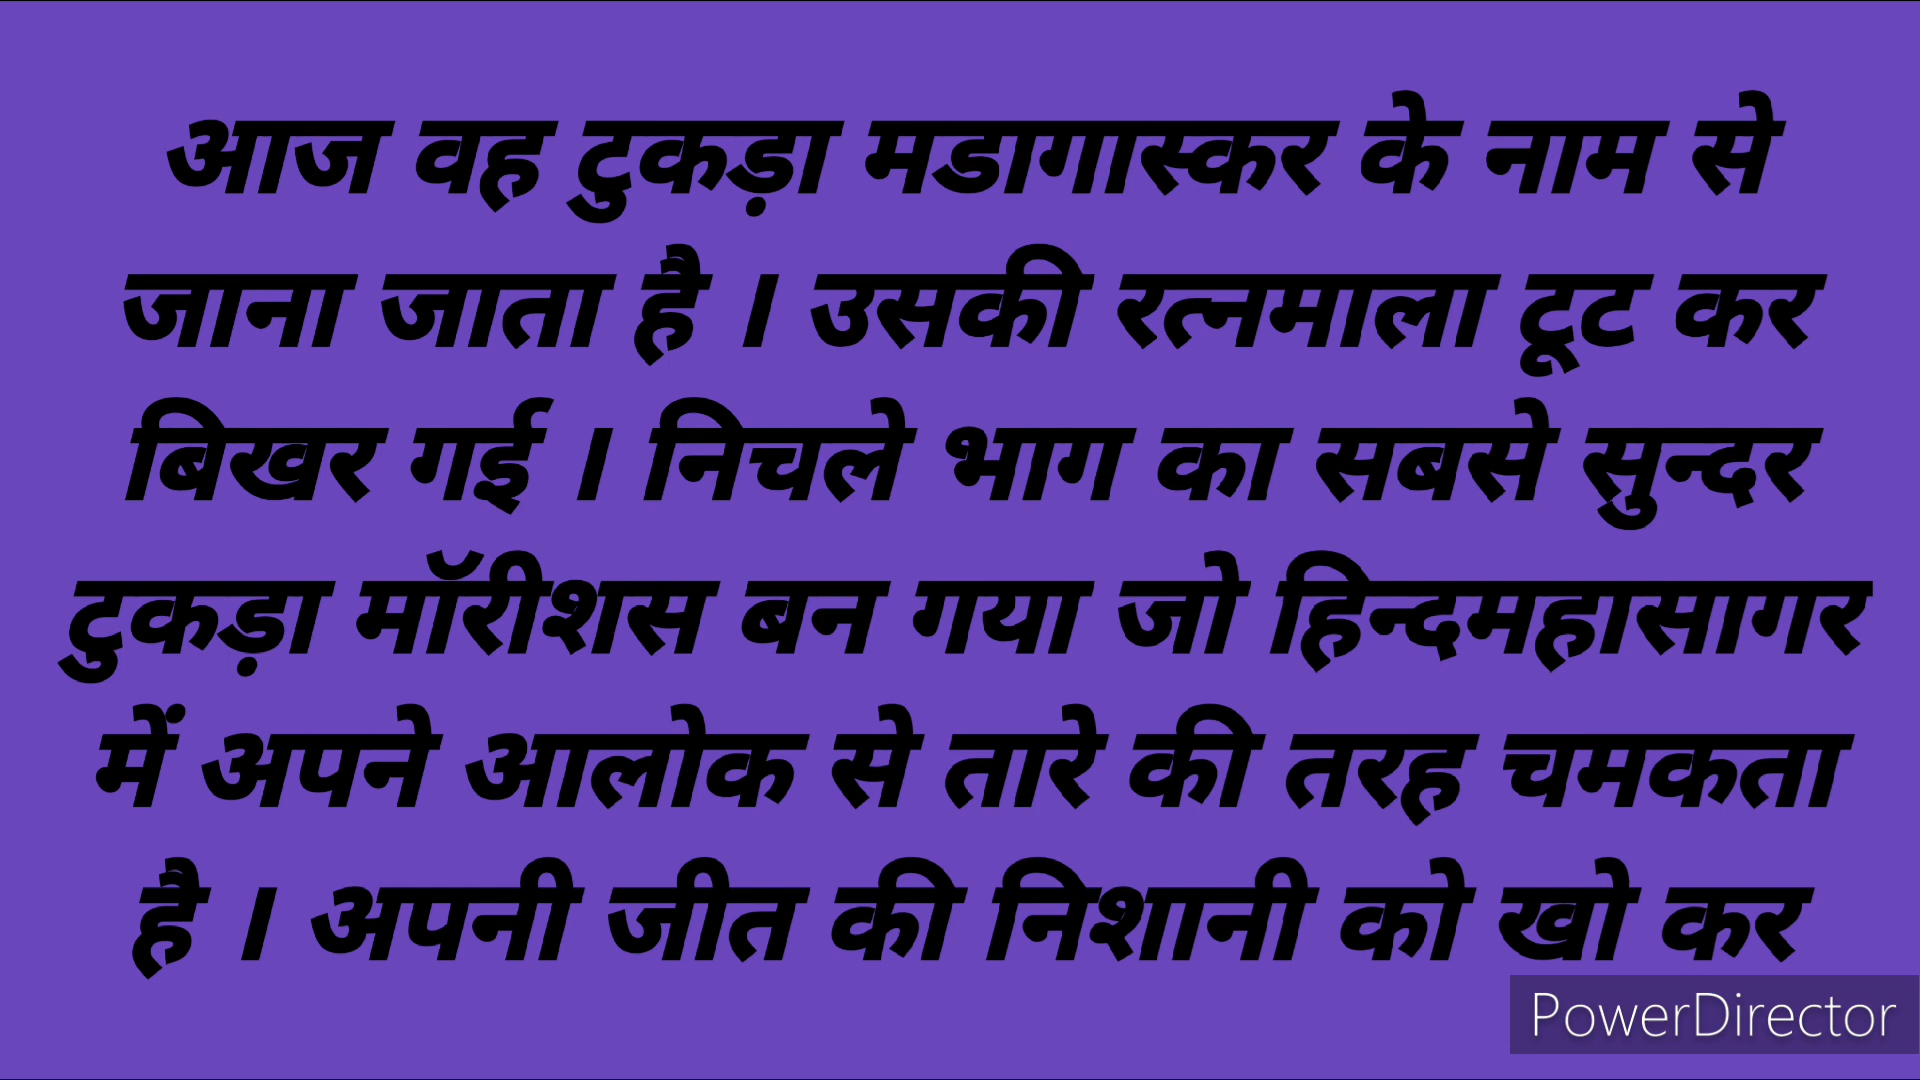 आज वह टुकड़ा मडागास्कर के नाम से
जाना जाता है । उसकी रत्नमाला टूट कर
बिखर गई । निचले भाग का सबसे सुन्दर
टुकड़ा मॉरीशस बन गया जो हिन्दमहासागर
में अपने आलोक से तारे की तरह चमकता
है । अपनी जीत की निशानी को खो कर
PowerDirector